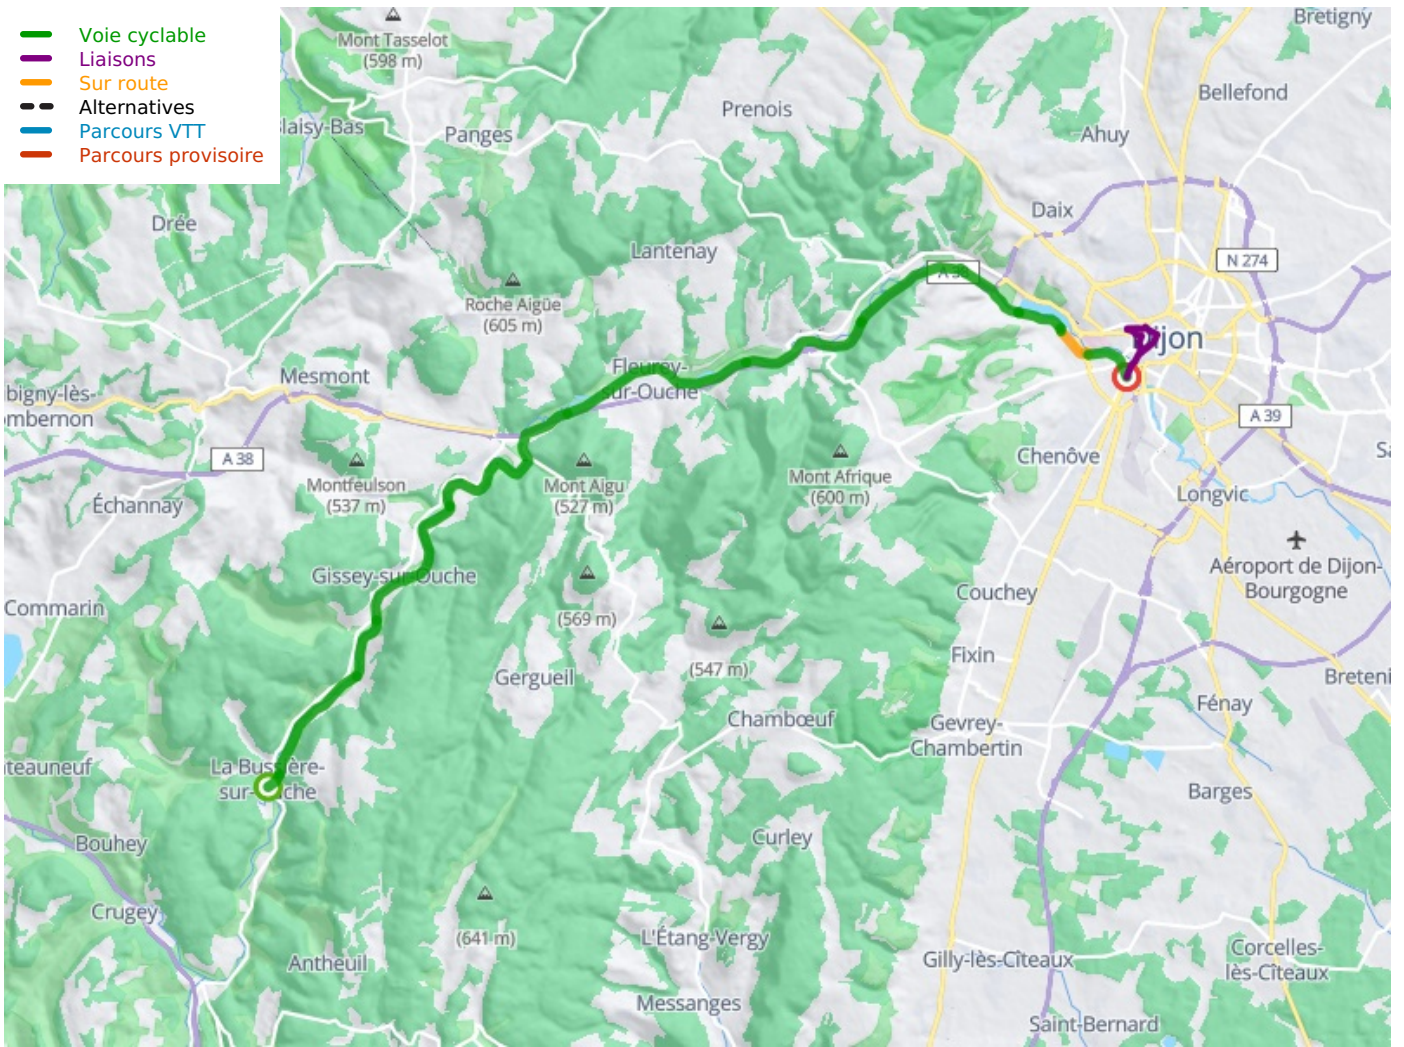 Voie cyclable
Liaisons
Sur route
Alternatives
Parcours VTT
Parcours provisoire
Mont Tasselot
(598 m)
Bretigny
Bellefond
Prenois
Ahuy
Blaisy-Bas
Panges
Drée
Daix
Lantenay
N 274
A 38
Roche Aigüe
(605 m)
Dijon
Fleurey-
sur-Ouche
Mesmont
bigny-lès-
ombernon
A 39
A 38
Chenôve
Montfeulson
(537 m)
Mont Aigu
(527 m)
Mont Afrique
(600 m)
Longvic
Échannay
Aéroport de Dijon-
Bourgogne
Gissey-sur-Ouche
Couchey
Commarin
(569 m)
(547 m)
Fixin
Gergueil
Breteni
Fénay
Chambœuf
Gevrey-
Chambertin
teauneuf
La Bussière-
sur-Ouche
Barges
Bouhey
Curley
Crugey
(641 m)
L'Étang-Vergy
Antheuil
Gilly-lès-Cîteaux
Corcelles-
lès-Cîteaux
Messanges
Saint-Bernard